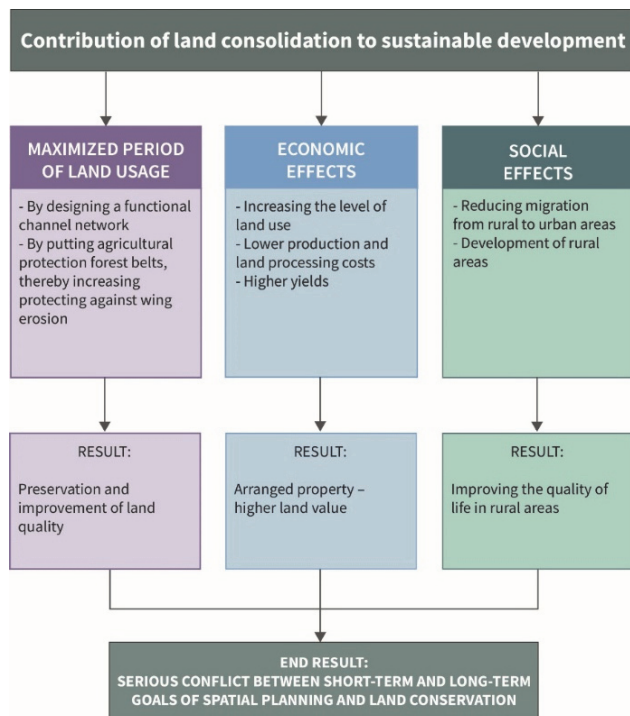 Contribution of land consolidation to sustainable development
MAXIMIZED PERIOD
OF LAND USAGE
- By designing a functional
channel network
- By putting agricultural
protection forest belts,
thereby increasing
protecting against wing
erosion
ECONOMIC
EFFECTS
- Increasing the level of
land use
- Lower production and
land processing costs
- Higher yields
SOCIAL
EFFECTS
- Reducing migration
from rural to urban areas
- Development of rural
areas
RESULT:
Preservation and
improvement of land
quality
RESULT:
Arranged property –
higher land value
RESULT:
Improving the quality of
life in rural areas
END RESULT:
SERIOUS CONFLICT BETWEEN SHORT-TERM AND LONG-TERM
GOALS OF SPATIAL PLANNING AND LAND CONSERVATION